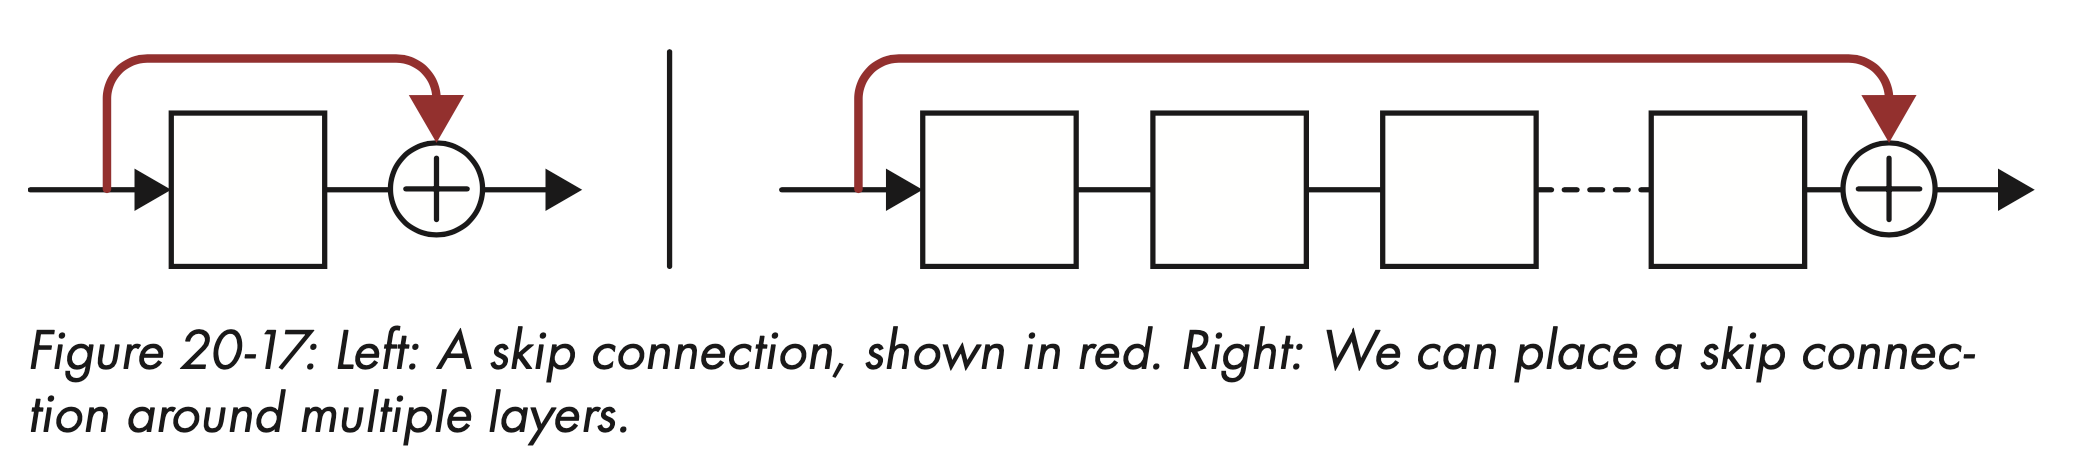 Figure 20-17: Left: A skip connection, shown in red. Right: We can place a skip connec-
tion around multiple layers.